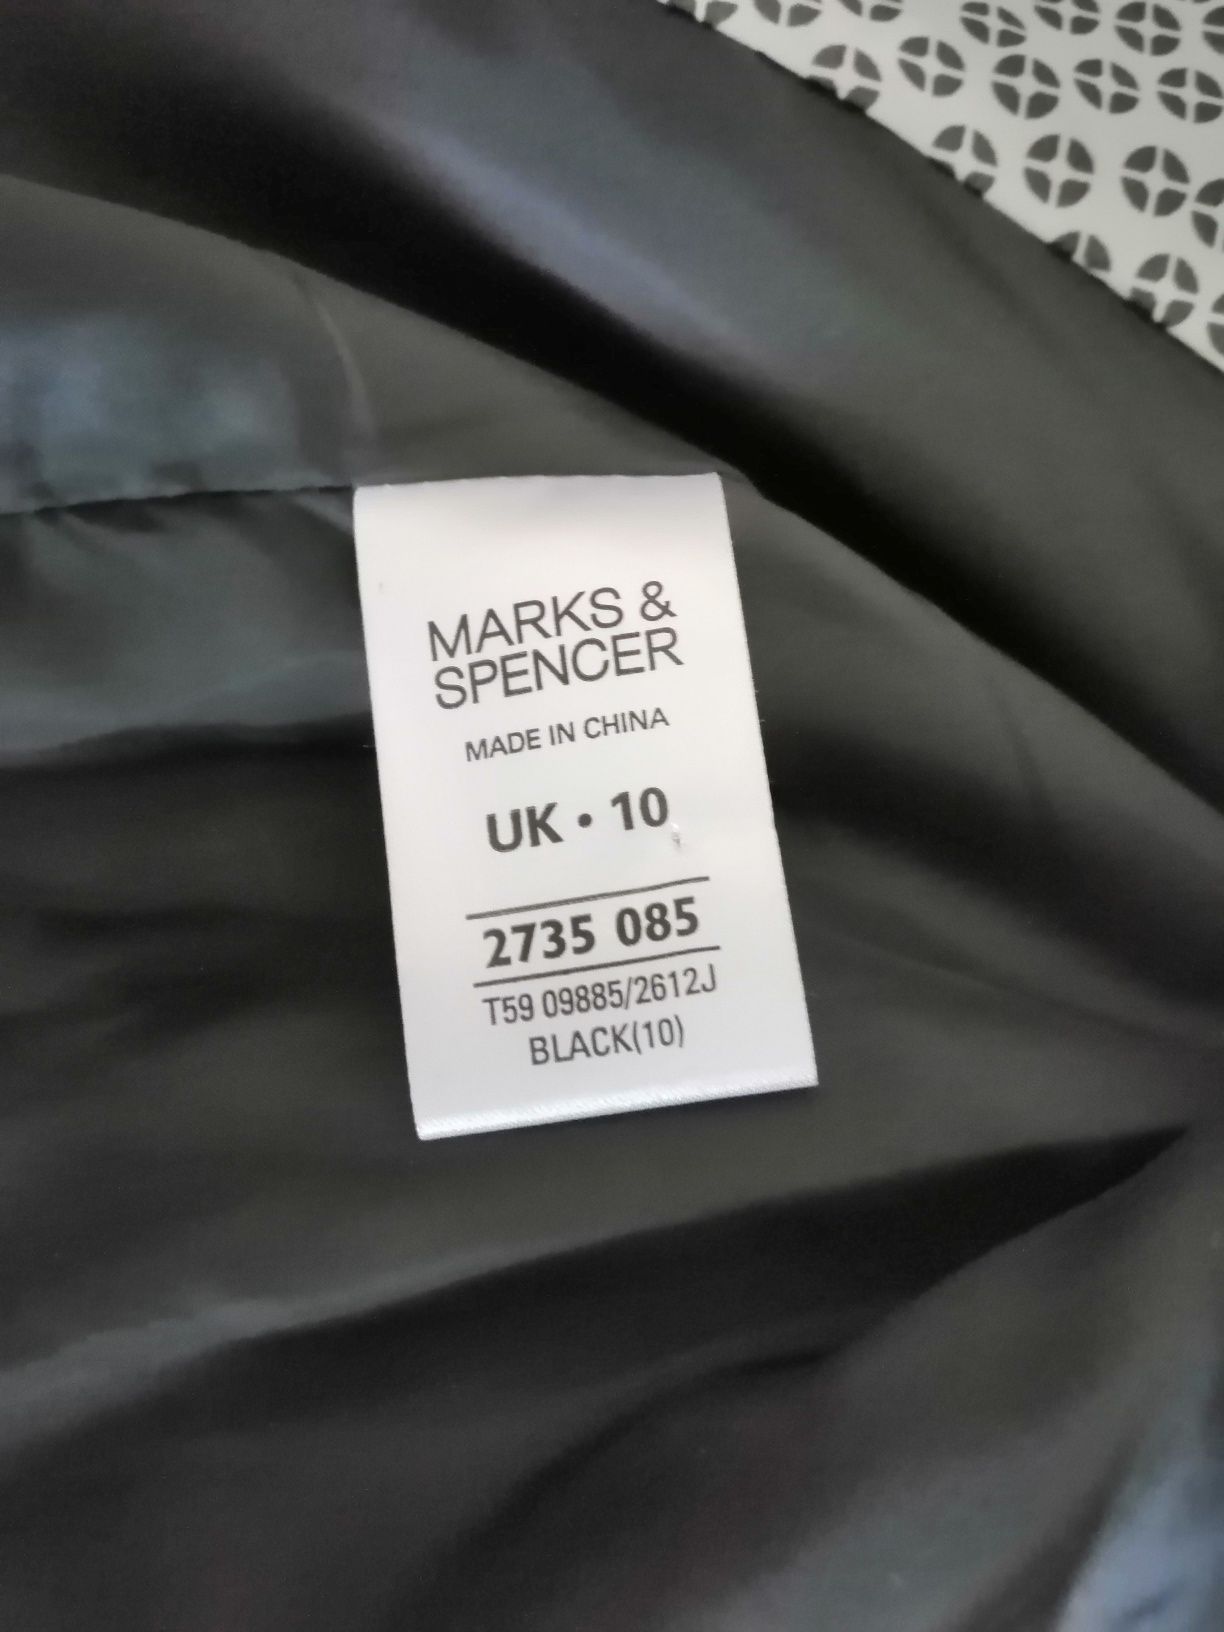 MARKS &
SPENCER
MADE IN CHINA
UK • 10
2735 085
T59 09885/2612J
BLACK(10)